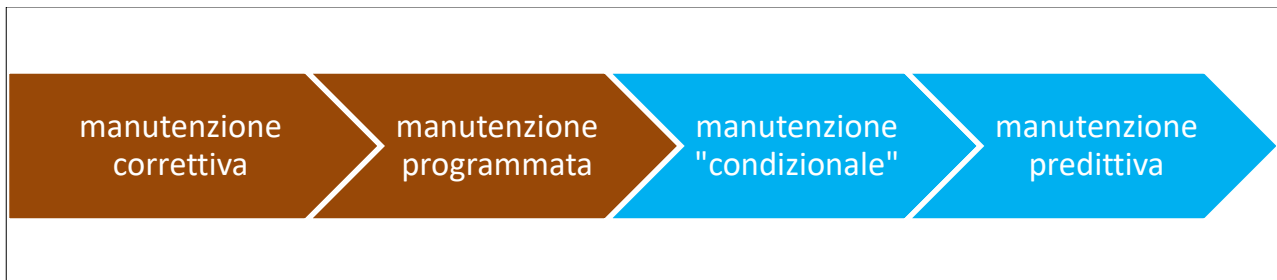 manutenzione
correttiva
manutenzione
programmata
manutenzione
"condizionale"
manutenzione
predittiva